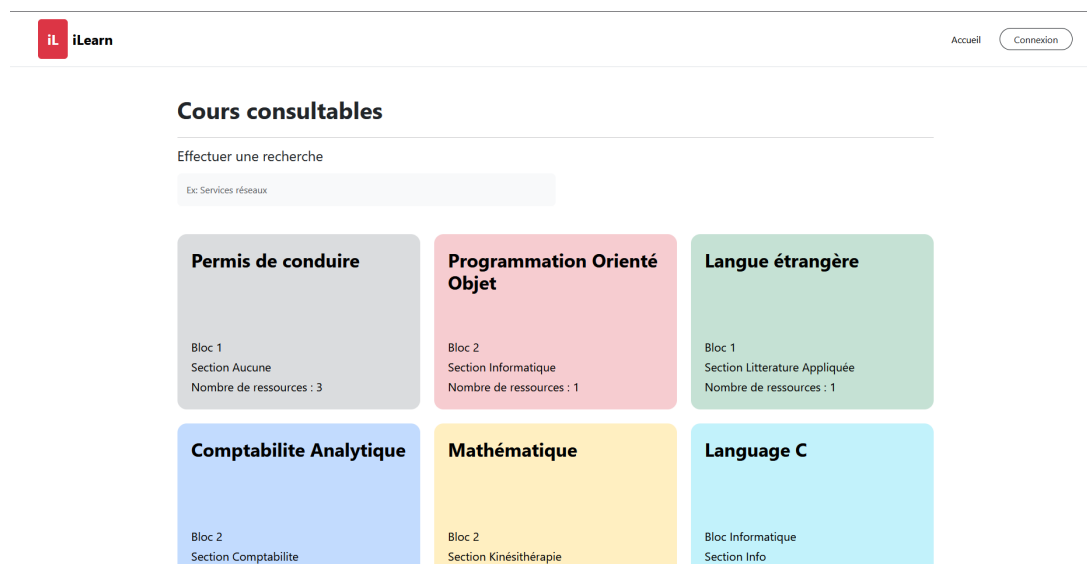 iL iLearn
Accueil
Connexion
Cours consultables
Effectuer une recherche
Ex: Services réseaux
Permis de conduire
Bloc 1
Section Aucune
Nombre de ressources : 3
Programmation Orienté
Objet
Bloc 2
Section Informatique
Nombre de ressources : 1
Langue étrangère
Bloc 1
Section Litterature Appliquée
Nombre de ressources : 1
Comptabilite Analytique
Bloc 2
Section Comptabilite
Mathématique
Bloc 2
Section Kinésithérapie
Language C
Bloc Informatique
Section Info